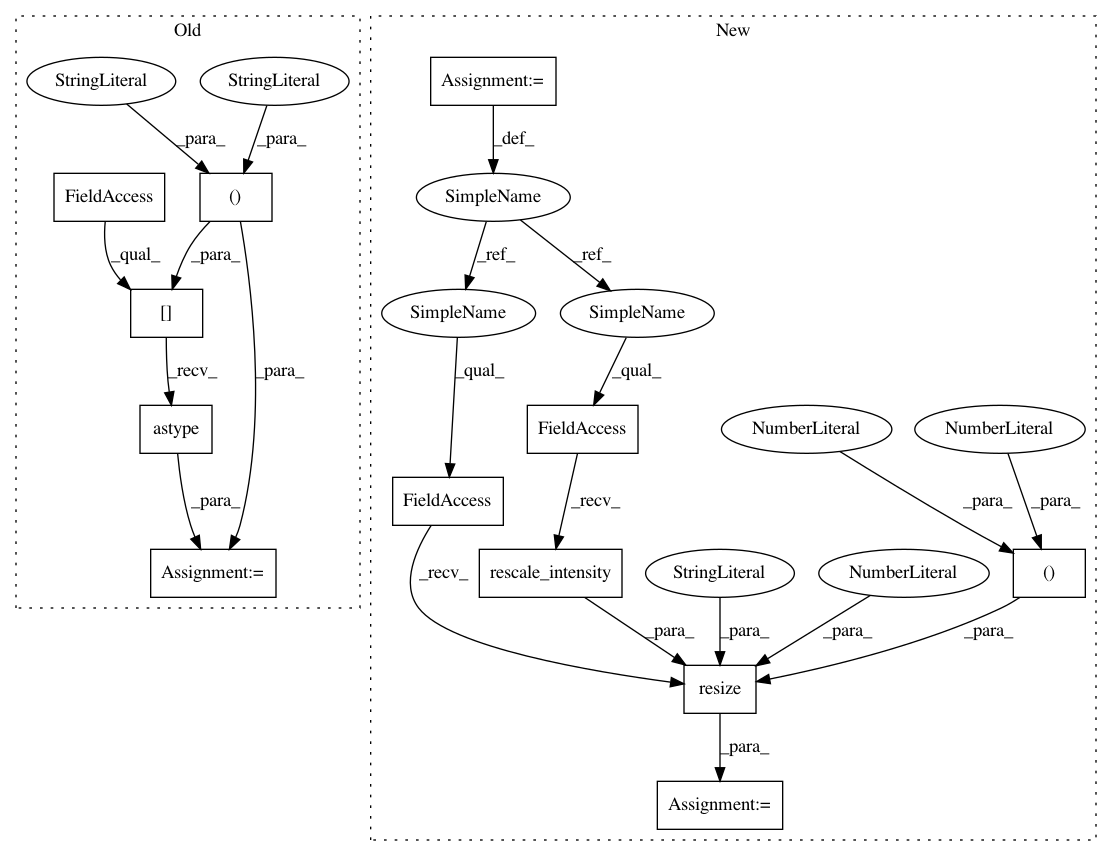 Old
New
StringLiteral
StringLiteral
Assignment:=
_para_
_para_
_def_
FieldAccess
()
SimpleName
_qual_
_para_
_ref_
_ref_
[]
SimpleName
SimpleName
_recv_
_para_
_qual_
_qual_
astype
FieldAccess
NumberLiteral
NumberLiteral
_para_
FieldAccess
_recv_
_para_
_para_
Assignment:=
_recv_
rescale_intensity
StringLiteral
NumberLiteral
()
_para_
_para_
_para_
_para_
resize
_para_
Assignment:=